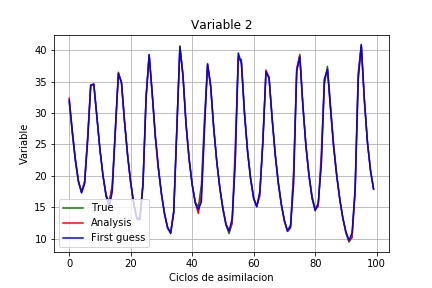 Variable 2
Variable
40
35
30
25
20
15
10
True
Analysis
First guess
0
20
40
60
80
100
Ciclos de asimilacion